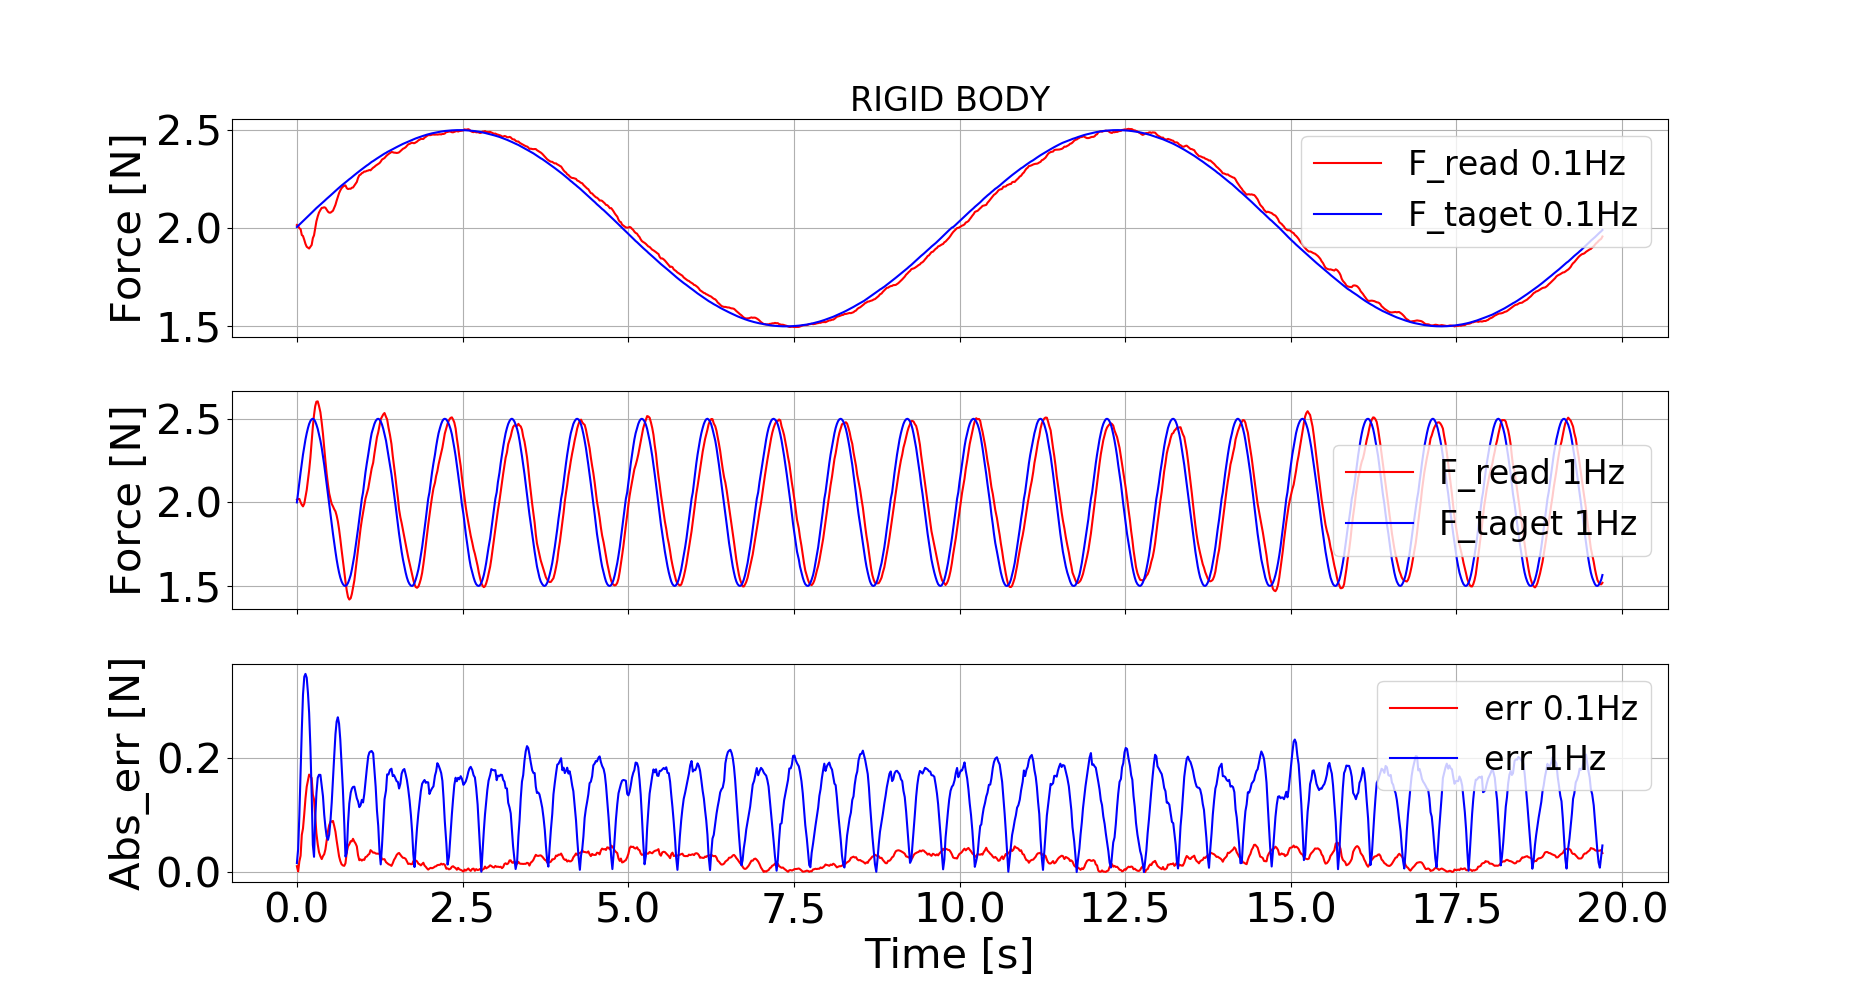 RIGID BODY
Force [N]
2.5
2.0
1.5
F_read 0.1Hz
F_taget 0.1Hz
Force [N]
2.5
2.0
1.5
F_read 1Hz
F_taget 1Hz
Abs_err [N]
0.2
0.0
err 0.1Hz
err 1Hz
0.0 2.5 5.0 7.5 10.0 12.5 15.0 17.5 20.0
Time [s]